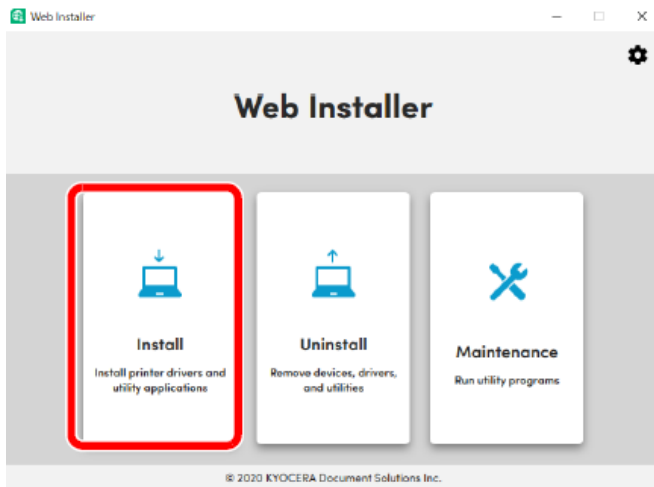 Web Installer
Web Installer
Install
Install printer drivers and
utility applications
Uninstall
Remove devices, drivers,
and utilities
Maintenance
Run utility programs
© 2020 KYOCERA Document Solutions Inc.